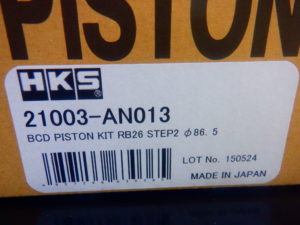 PISTON
HKS
21003-AN013
BCD PISTON KIT RB26 STEP2 φ86. 5
LOT No. 150524
MADE IN JAPAN